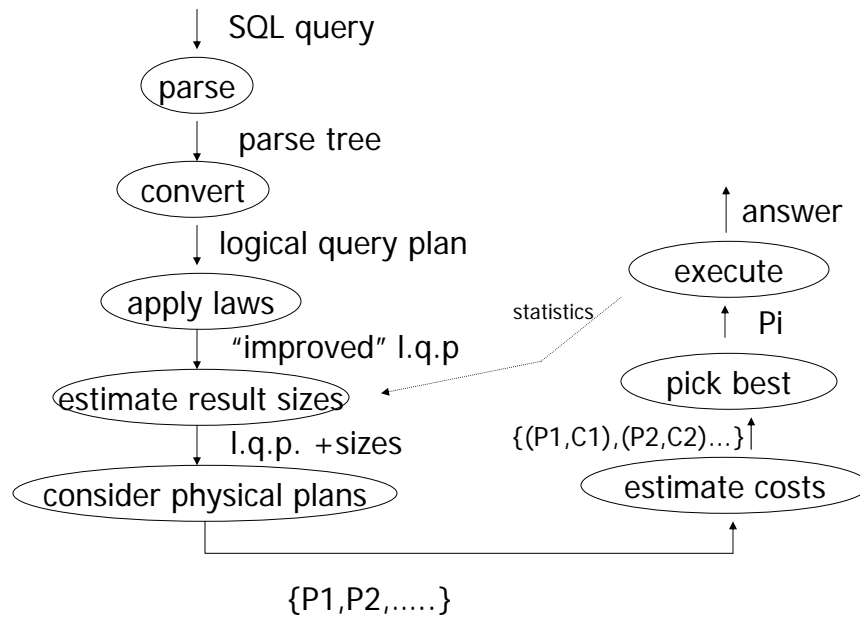 SQL query
parse
parse tree
convert
logical query plan
apply laws
“improved” l.q.p
estimate result sizes
l.q.p. +sizes
consider physical plans
{P1,P2,.....}
estimate costs
{(P1,C1),(P2,C2)...}
pick best
Pi
execute
answer
statistics